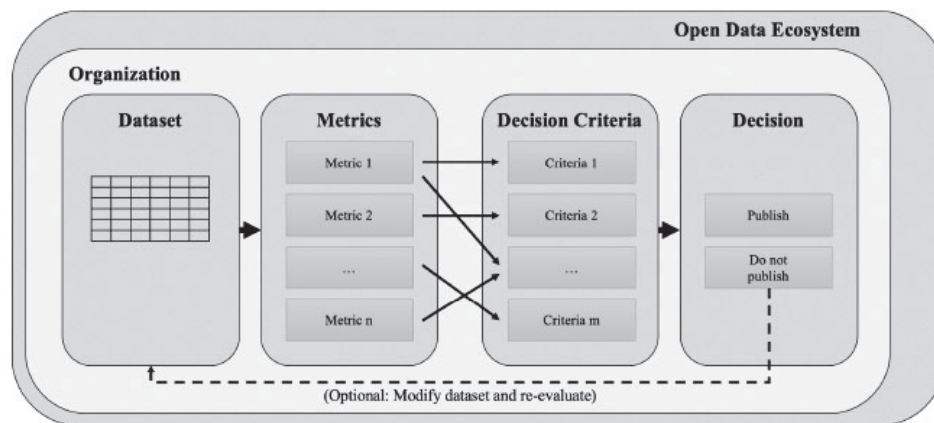 Open Data Ecosystem
Organization
Dataset
Metrics
Metric 1
Metric 2
…
Metric n
Decision Criteria
Criteria 1
Criteria 2
…
Criteria m
Decision
Publish
Do not
publish
(Optional: Modify dataset and re-evaluate)